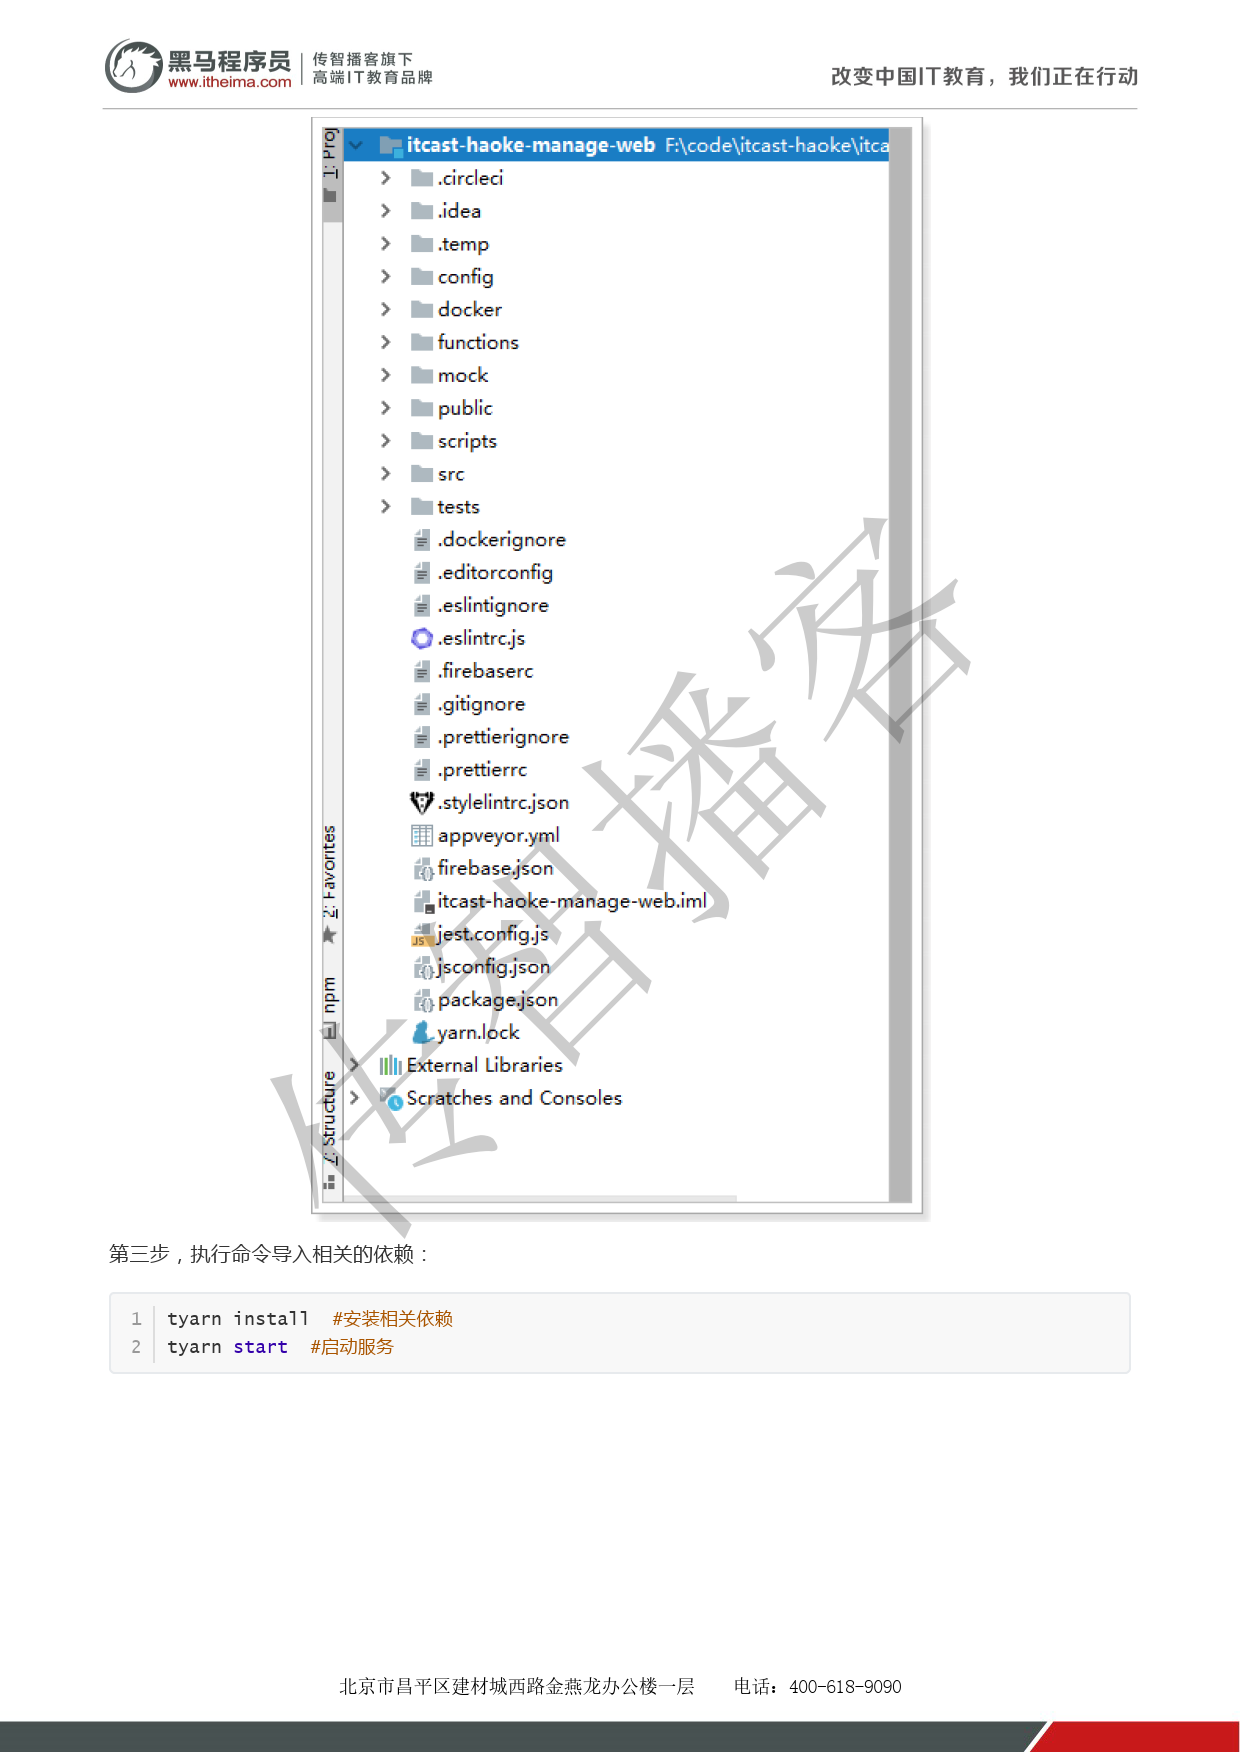 黑马程序员
www.itheima.com
传智播客旗下
高端IT教育品牌
改变中国IT教育，我们正在行动
1: Proj
itcast-haoke-manage-web F:\code\itcast-haoke\itca
.circleci
.idea
.temp
config
docker
functions
mock
public
scripts
src
tests
.dockerignore
.editorconfig
.eslintignore
.eslintrc.js
.firebaserc
.gitignore
.prettierignore
.prettierrc
.stylelintrc.json
appveyor.yml
firebase.json
itcast-haoke-manage-web.iml
jest.config.js
jsconfig.json
package.json
yarn.lock
External Libraries
Scratches and Consoles
2: Favorites
npm
7: Structure
传智播客
第三步，执行命令导入相关的依赖：
1 tyarn install #安装相关依赖
2 tyarn start #启动服务
北京市昌平区建材城西路金燕龙办公楼一层 电话：400-618-9090